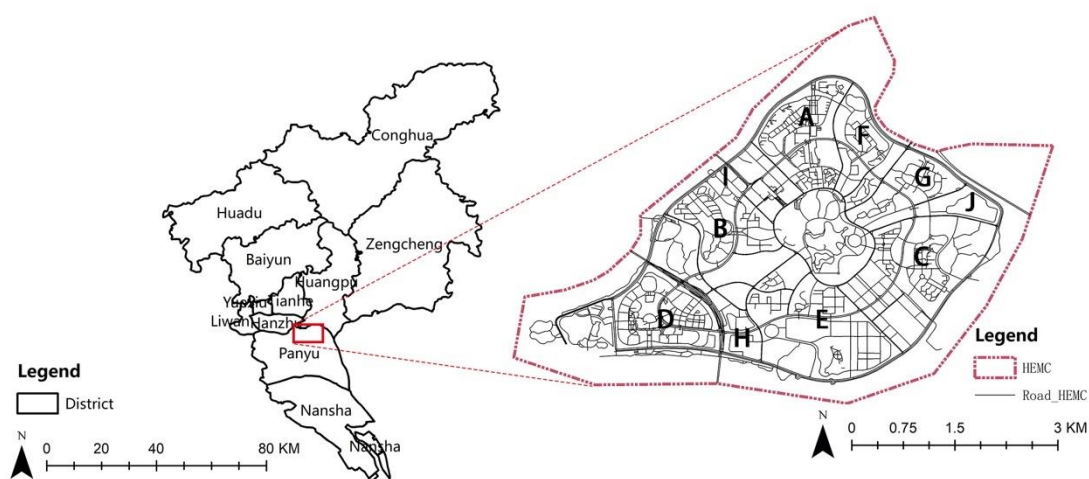 Conghua
Huadu
Zengcheng
Baiyun
Huangpu
Tianhe
Liwan
Hanzhu
Panyu
Nansha
Nansha
Legend
District
N
0 20 40 80 KM
A
F
I
G
J
B
C
D
H
E
Legend
HEMC
Road_HEMC
N
0 0.75 1.5 3 KM